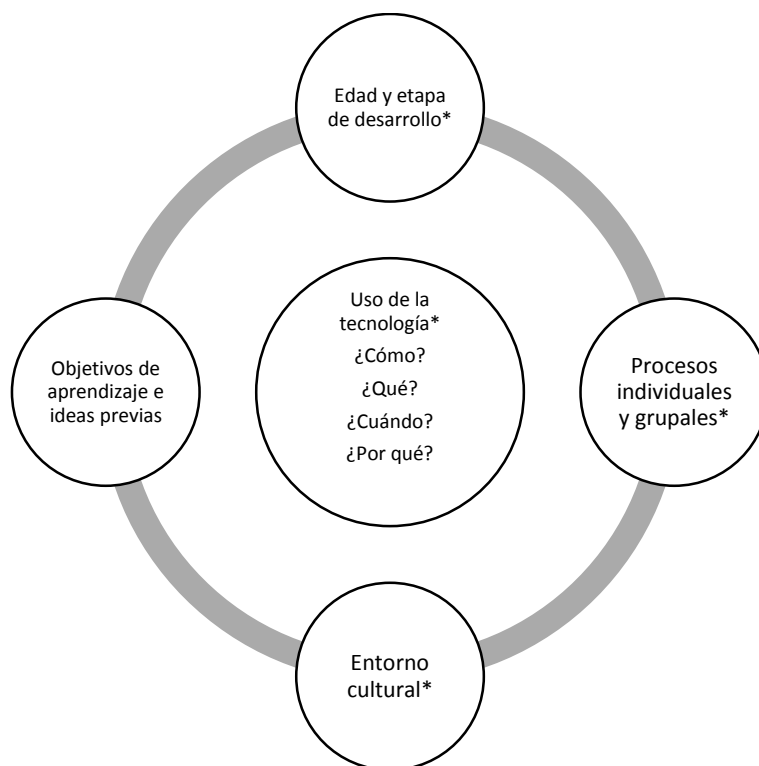 Edad y etapa
de desarrollo*
Uso de la
tecnología*
¿Cómo?
¿Qué?
¿Cuándo?
¿Por qué?
Objetivos de
aprendizaje e
ideas previas
Procesos
individuales
y grupales*
Entorno
cultural*